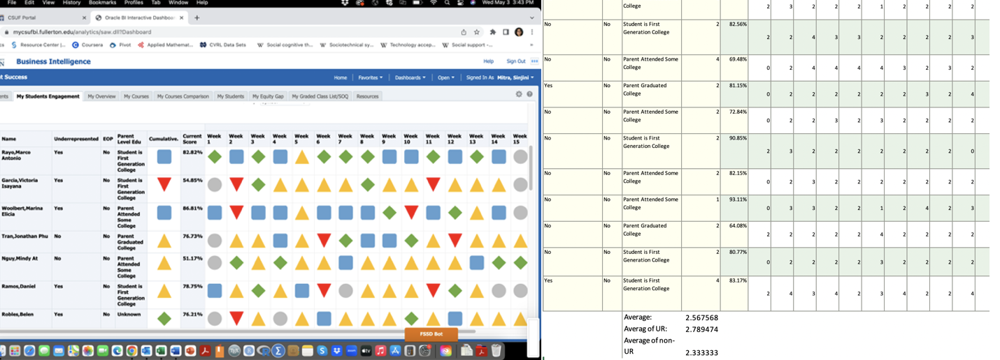 File Edit View History Bookmarks Profiles Tab Window Help Wed May 3 3:43 PM
CSUF Portal × Oracle BI Interactive Dashboa × +
mycsufbi.fullerton.edu/analytics/saw.dll?Dashboard
cs Resource Center |... Coursera Pivot Applied Mathemat... CVRL Data Sets Social cognitive th... Sociotechnical sy... Technology accep... Social support -... »
Business Intelligence Help Sign Out
t Success Home Favorites Dashboards Open Signed In As Mitra, Sinjini
ents My Students Engagement My Overview My Courses My Courses Comparison My Students My Equity Gap My Graded Class List/SOQ Resources
Name Underrepresented EOP Parent Level Edu Cumulative. Current Score Week 1 Week 2 Week 3 Week 4 Week 5 Week 6 Week 7 Week 8 Week 9 Week 10 Week 11 Week 12 Week 13 Week 14 Week 15
Rayo,Marco Antonio Yes No Student is First Generation College 82.82%
Garcia,Victoria Isayana Yes No Student is First Generation College 54.85%
Woolbert,Marina Elicia Yes No Parent Attended Some College 86.81%
Tran,Jonathan Phu No No Parent Graduated College 76.73%
Nguy,Mindy At No No Parent Attended Some College 51.17%
Ramos,Daniel Yes No Student is First Generation College 78.75%
Robles,Belen Yes No Unknown 76.21%
FSSD Bot
College 2 3 2 2 2 1 2 2 2 2
No No Student is First Generation College 2 82.56% 2 2 4 3 3 2 2 2 2 3
No No Parent Attended Some College 4 69.48% 0 2 4 4 4 4 3 2 3 2
Yes No Parent Graduated College 2 81.15% 0 2 2 2 2 2 2 3 2 4
No No Parent Attended Some College 2 72.84% 0 2 2 3 2 3 2 2 2 2
No No Student is First Generation College 2 90.85% 2 3 2 2 2 2 2 2 2 0
No No Parent Attended Some College 2 82.15% 0 2 3 2 2 2 2 2 2 2
No No Parent Attended Some College 1 93.11% 0 3 3 2 2 1 2 4 2 3
No No Parent Graduated College 2 64.08% 2 2 2 2 2 4 2 2 2 2
No No Student is First Generation College 2 80.77% 0 2 2 2 2 3 2 2 2 2
Yes No Student is First Generation College 4 83.17% 2 4 3 4 2 3 4 2 2 4
Average: 2.567568
Averag of UR: 2.789474
Average of non-UR 2.333333